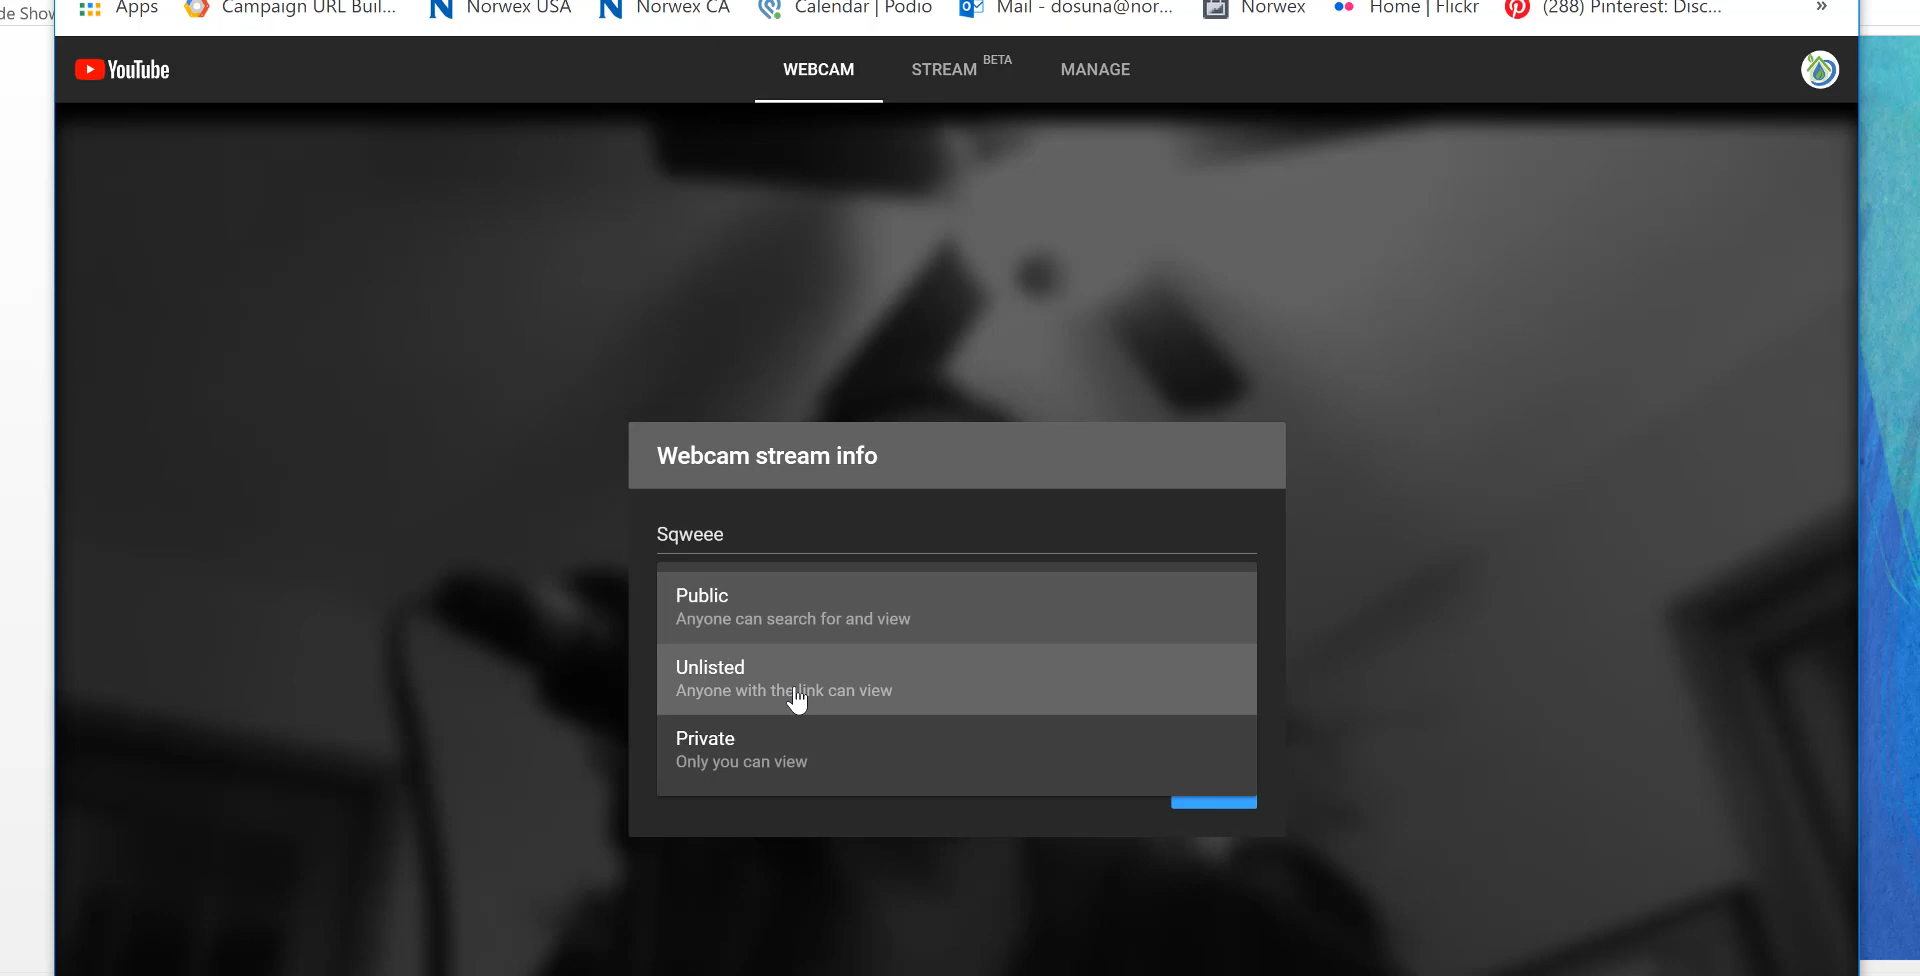 de Show
Apps Campaign URL Buil... Norwex USA Norwex CA Calendar | Podio Mail - dosuna@nor... Norwex Home | Flickr (288) Pinterest: Disc... »
YouTube WEBCAM STREAM BETA MANAGE
Webcam stream info
Sqweee
Public
Anyone can search for and view
Unlisted
Anyone with the link can view
Private
Only you can view